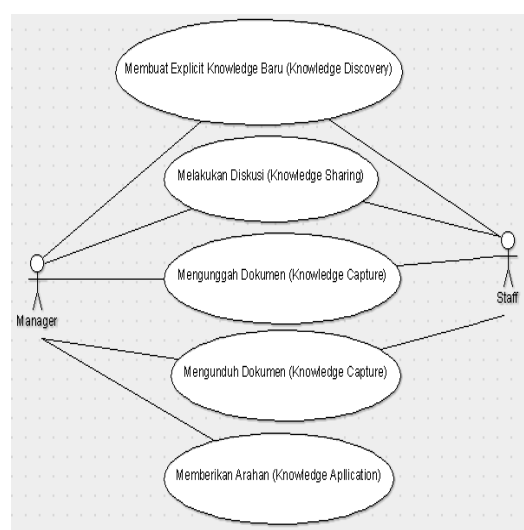 Membuat Explicit Knowledge Baru (Knowledge Discovery)
Melakukan Diskusi (Knowledge Sharing)
Mengunggah Dokumen (Knowledge Capture)
Manager
Staff
Mengunduh Dokumen (Knowledge Capture)
Memberikan Arahan (Knowledge Apllication)